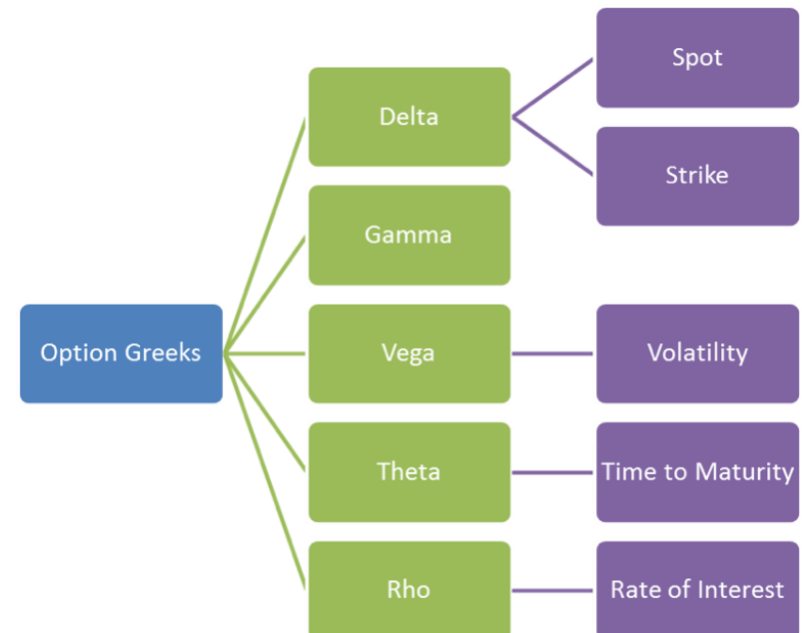 Option Greeks
Delta
Spot
Strike
Gamma
Vega
Volatility
Theta
Time to Maturity
Rho
Rate of Interest